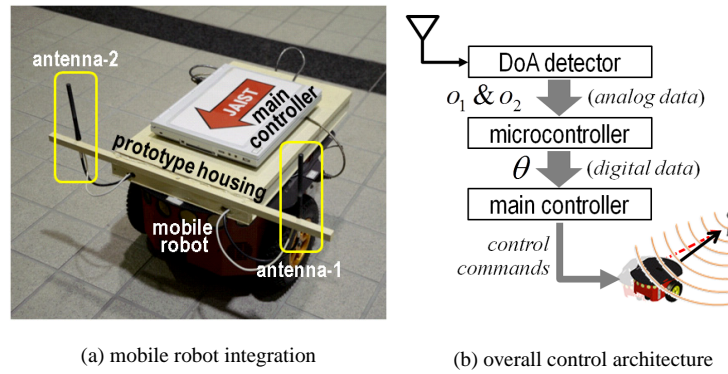 antenna-2
JAIST
main
controller
prototype housing
mobile
robot
antenna-1
(a) mobile robot integration
DoA detector
o₁ & o₂ (analog data)
microcontroller
θ (digital data)
main controller
control
commands
(b) overall control architecture